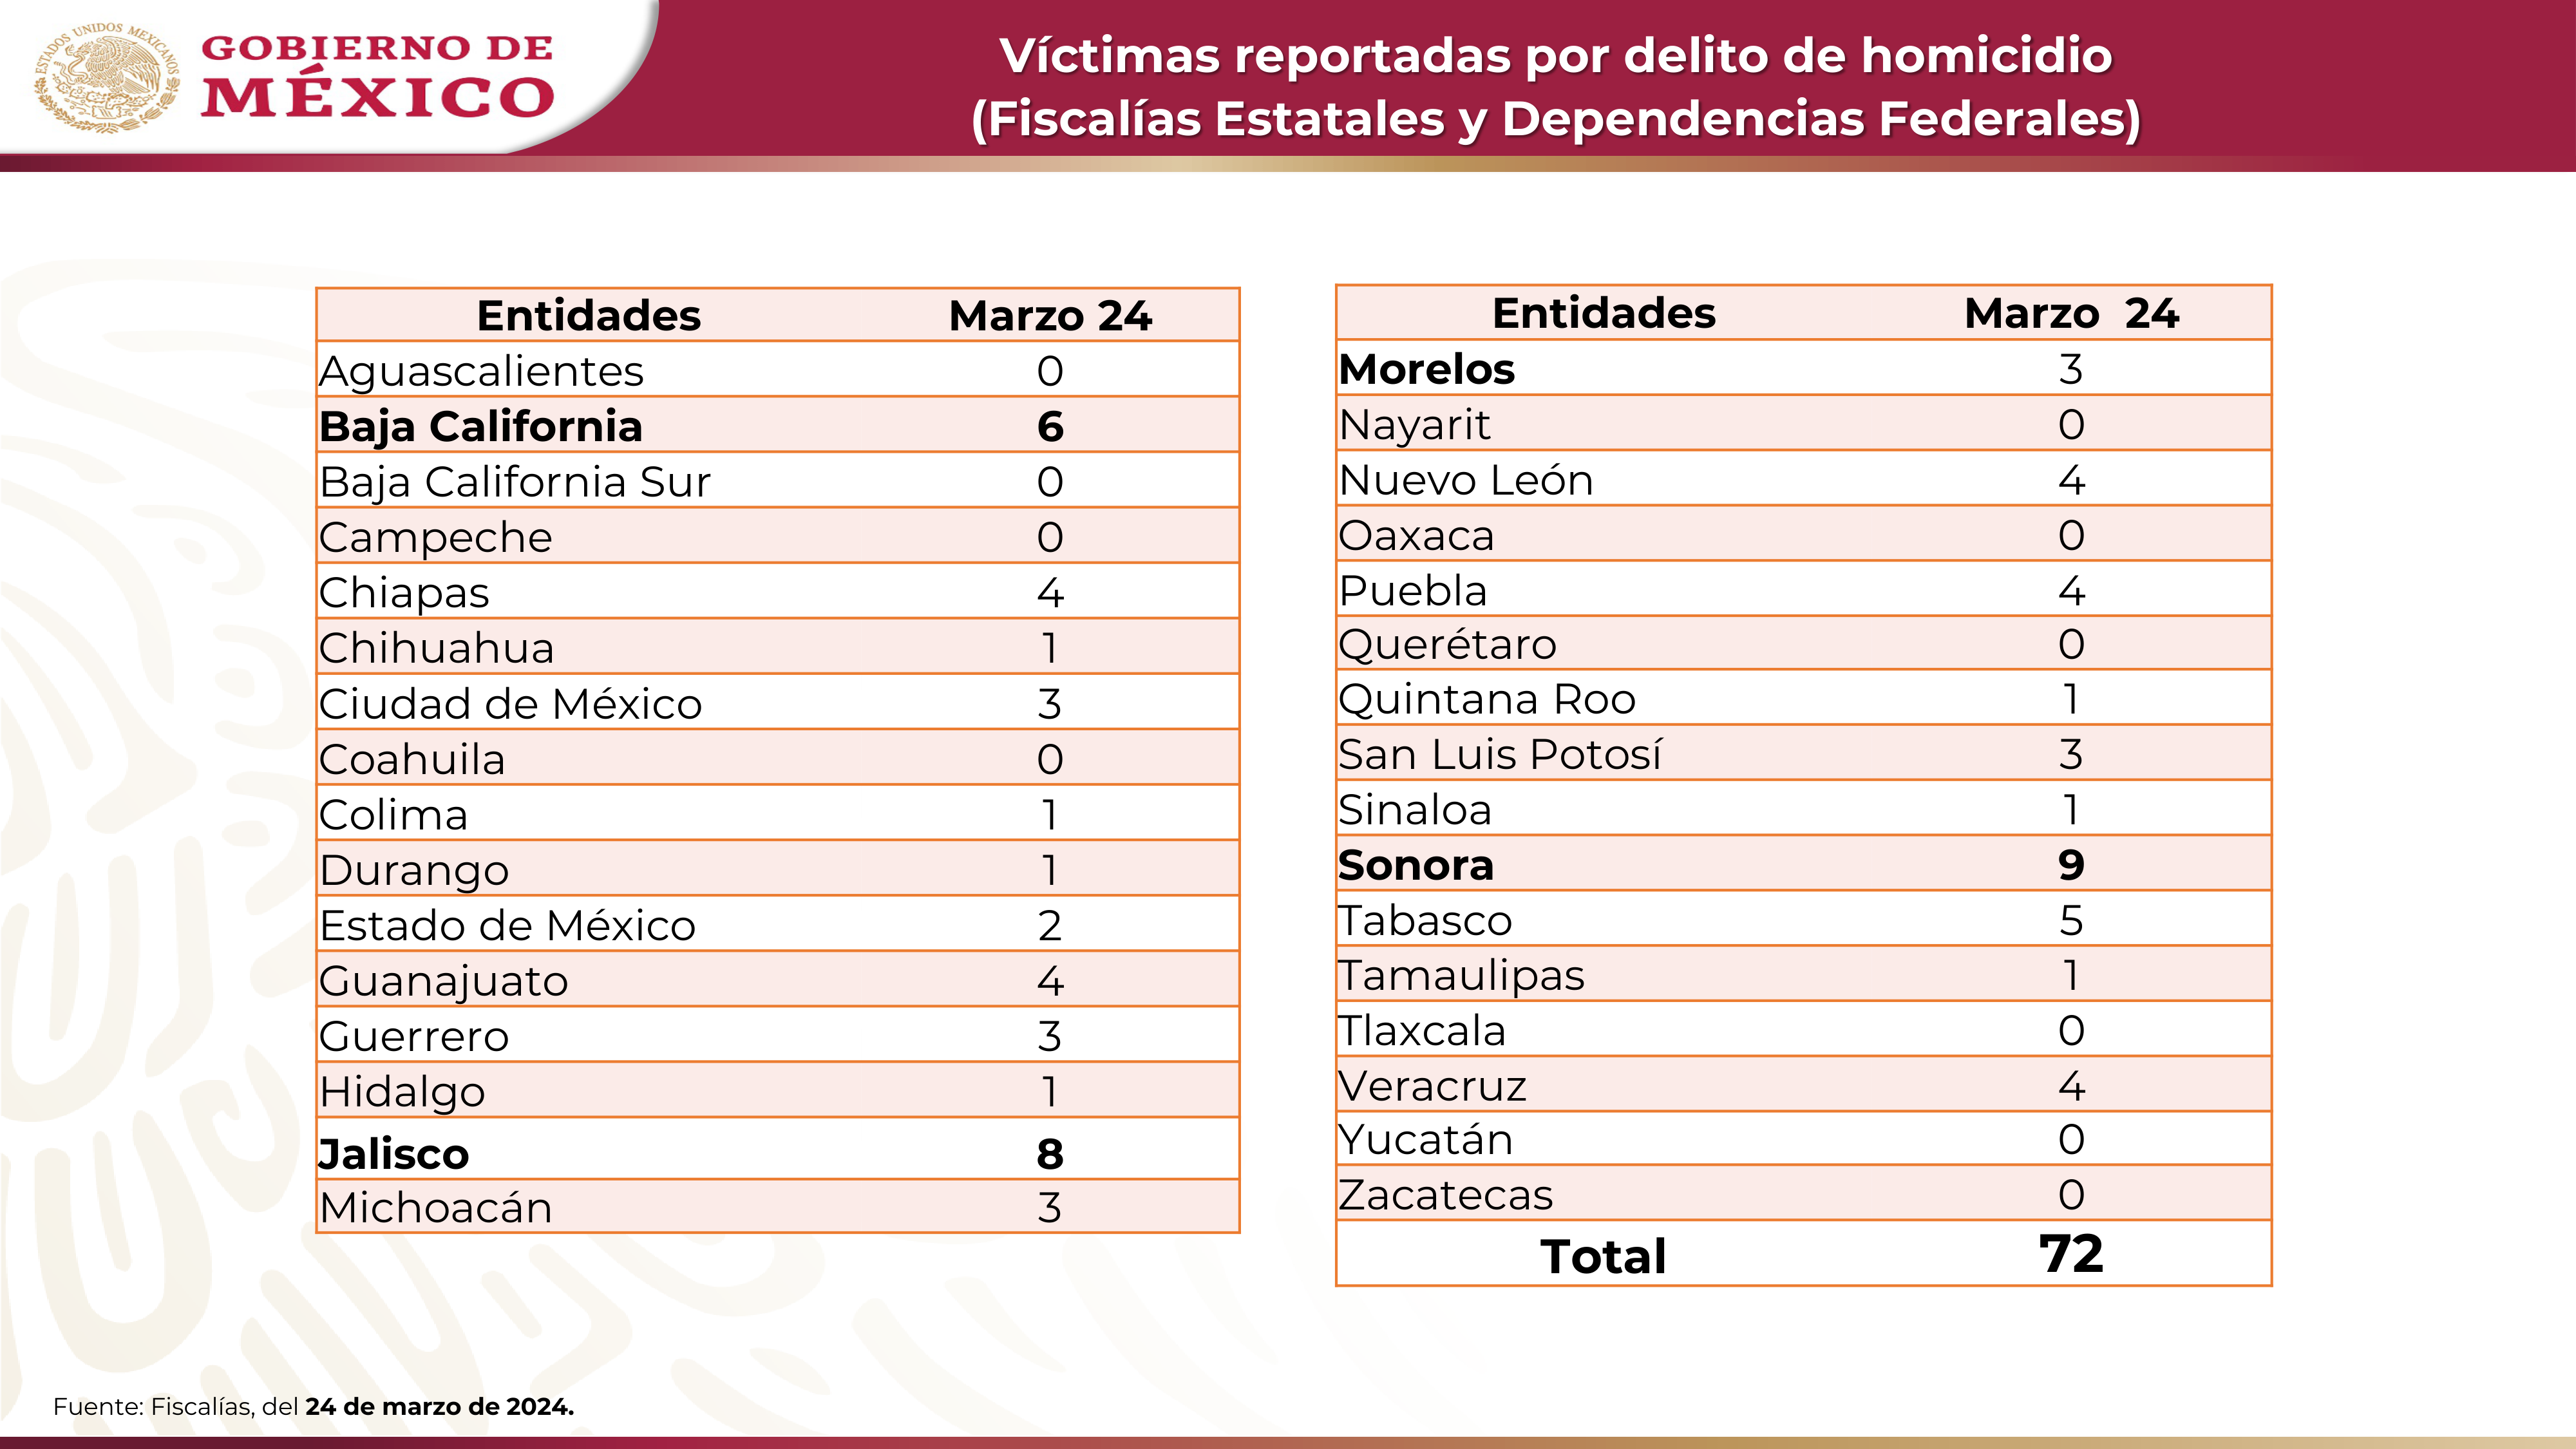 ESTADOS UNIDOS MEXICANOS
GOBIERNO DE
MÉXICO
Víctimas reportadas por delito de homicidio
(Fiscalías Estatales y Dependencias Federales)
Entidades Marzo 24
Aguascalientes 0
Baja California 6
Baja California Sur 0
Campeche 0
Chiapas 4
Chihuahua 1
Ciudad de México 3
Coahuila 0
Colima 1
Durango 1
Estado de México 2
Guanajuato 4
Guerrero 3
Hidalgo 1
Jalisco 8
Michoacán 3
Entidades Marzo 24
Morelos 3
Nayarit 0
Nuevo León 4
Oaxaca 0
Puebla 4
Querétaro 0
Quintana Roo 1
San Luis Potosí 3
Sinaloa 1
Sonora 9
Tabasco 5
Tamaulipas 1
Tlaxcala 0
Veracruz 4
Yucatán 0
Zacatecas 0
Total 72
Fuente: Fiscalías, del 24 de marzo de 2024.